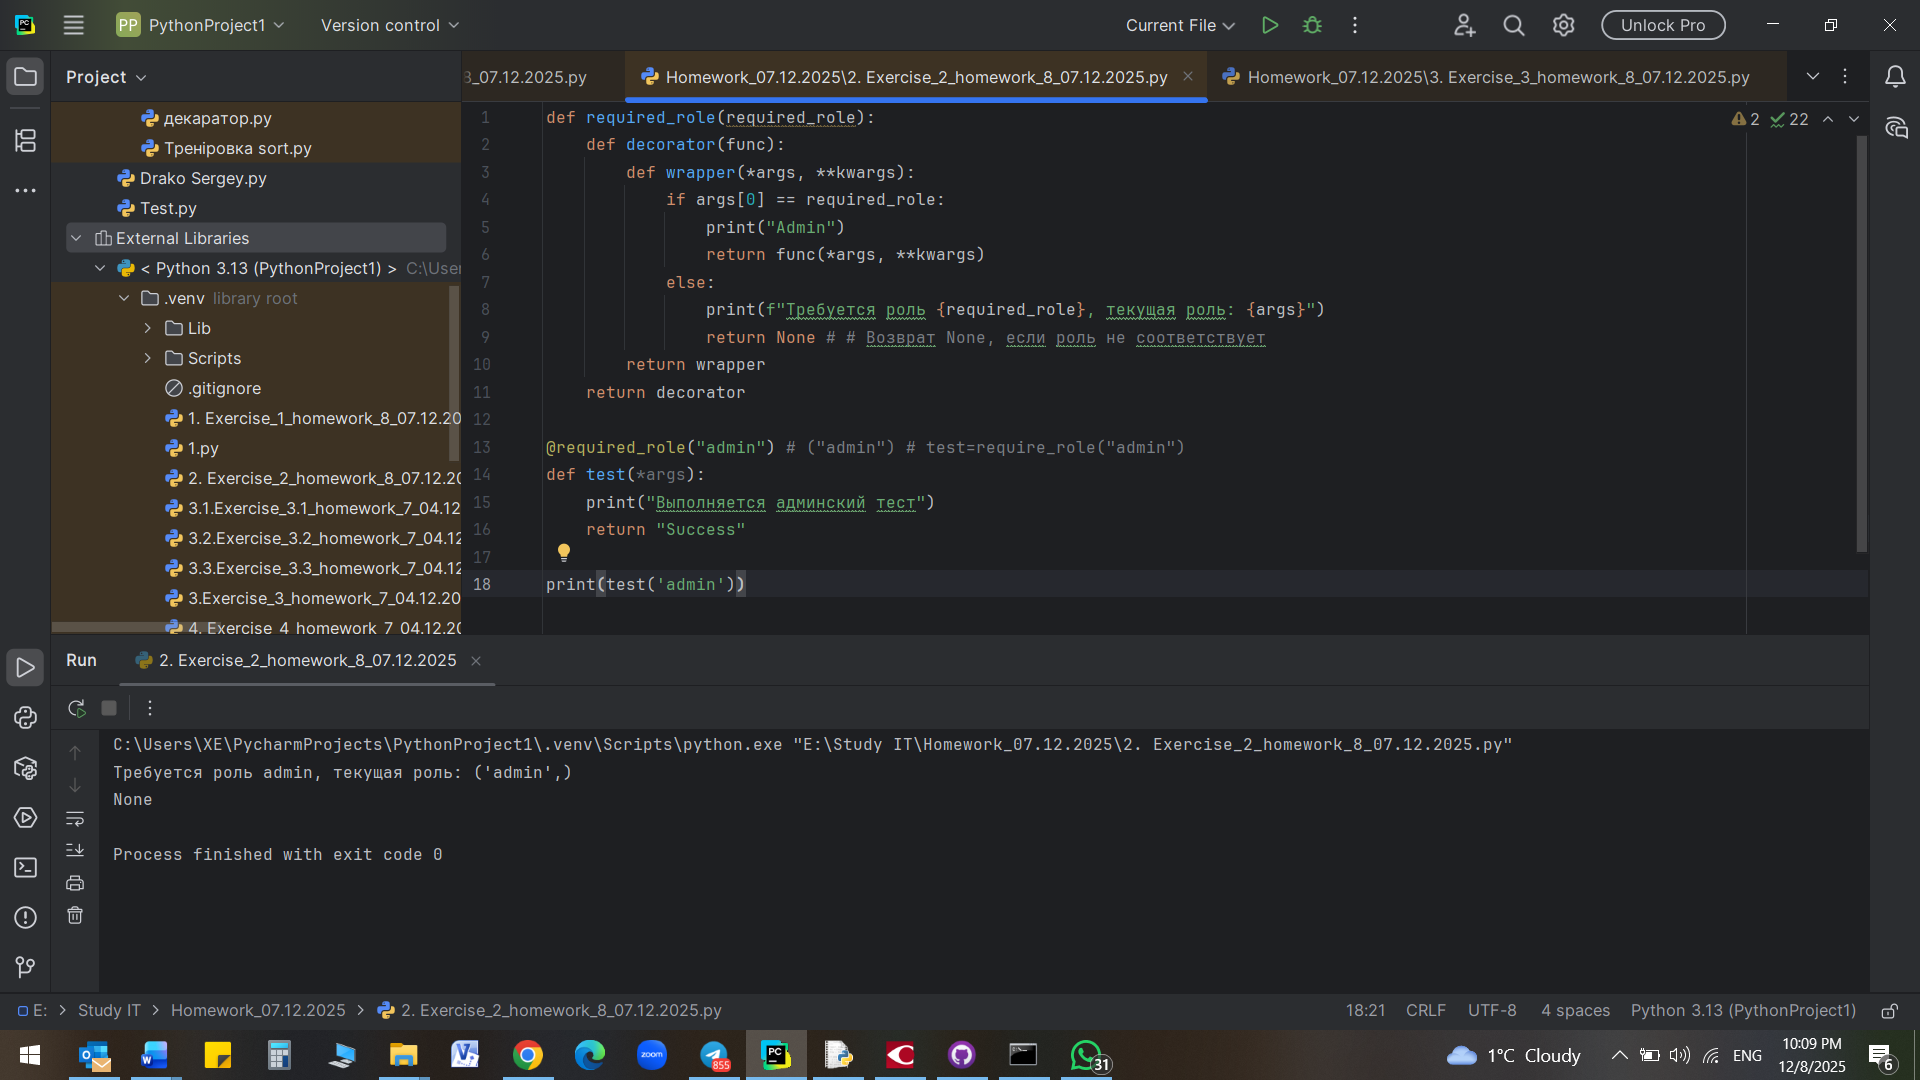 PC
PP PythonProject1
Version control
Current File
Unlock Pro
Project
декаратор.py
Тренiровка sort.py
Drako Sergey.py
Test.py
External Libraries
< Python 3.13 (PythonProject1) > C:\User
.venv library root
Lib
Scripts
.gitignore
1. Exercise_1_homework_8_07.12.20
1.py
2. Exercise_2_homework_8_07.12.20
3.1.Exercise_3.1_homework_7_04.12
3.2.Exercise_3.2_homework_7_04.12
3.3.Exercise_3.3_homework_7_04.12
3.Exercise_3_homework_7_04.12.20
4. Exercise_4_homework_7_04.12.20
3_07.12.2025.py
Homework_07.12.2025\2. Exercise_2_homework_8_07.12.2025.py
Homework_07.12.2025\3. Exercise_3_homework_8_07.12.2025.py
2 22
1 def required_role(required_role):
2 def decorator(func):
3 def wrapper(*args, **kwargs):
4 if args[0] == required_role:
5 print("Admin")
6 return func(*args, **kwargs)
7 else:
8 print(f"Требуется роль {required_role}, текущая роль: {args}")
9 return None # # Возврат None, если роль не соответствует
10 return wrapper
11 return decorator
12
13 @required_role("admin") # ("admin") # test=require_role("admin")
14 def test(*args):
15 print("Выполняется админский тест")
16 return "Success"
17
18 print(test('admin'))
Run
2. Exercise_2_homework_8_07.12.2025
C:\Users\XE\PycharmProjects\PythonProject1\.venv\Scripts\python.exe "E:\Study IT\Homework_07.12.2025\2. Exercise_2_homework_8_07.12.2025.py"
Требуется роль admin, текущая роль: ('admin',)
None
Process finished with exit code 0
E: > Study IT > Homework_07.12.2025 > 2. Exercise_2_homework_8_07.12.2025.py
18:21 CRLF UTF-8 4 spaces Python 3.13 (PythonProject1)
zoom
855
PC
31
1°C Cloudy
ENG
10:09 PM
12/8/2025
6